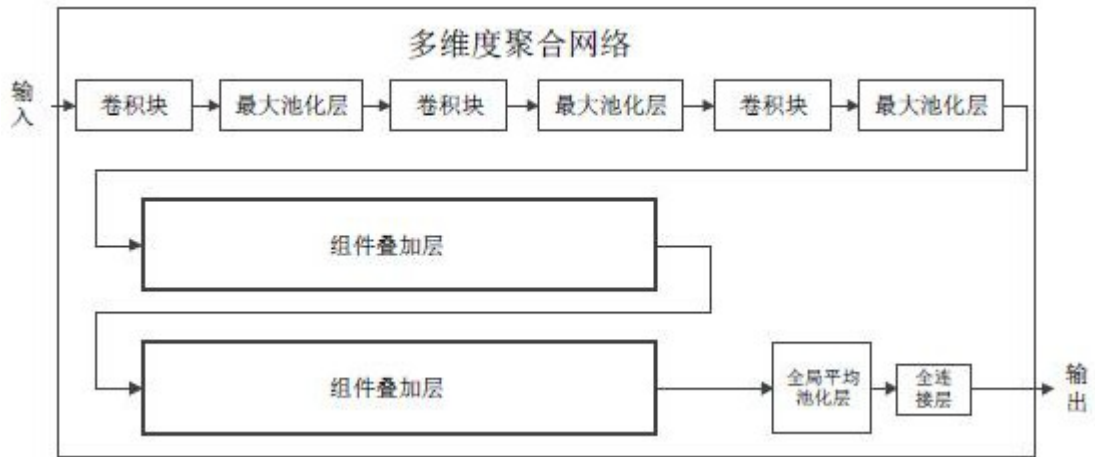 多维度聚合网络
输
入
卷积块
最大池化层
卷积块
最大池化层
卷积块
最大池化层
组件叠加层
组件叠加层
全局平均
池化层
全连
接层
输
出